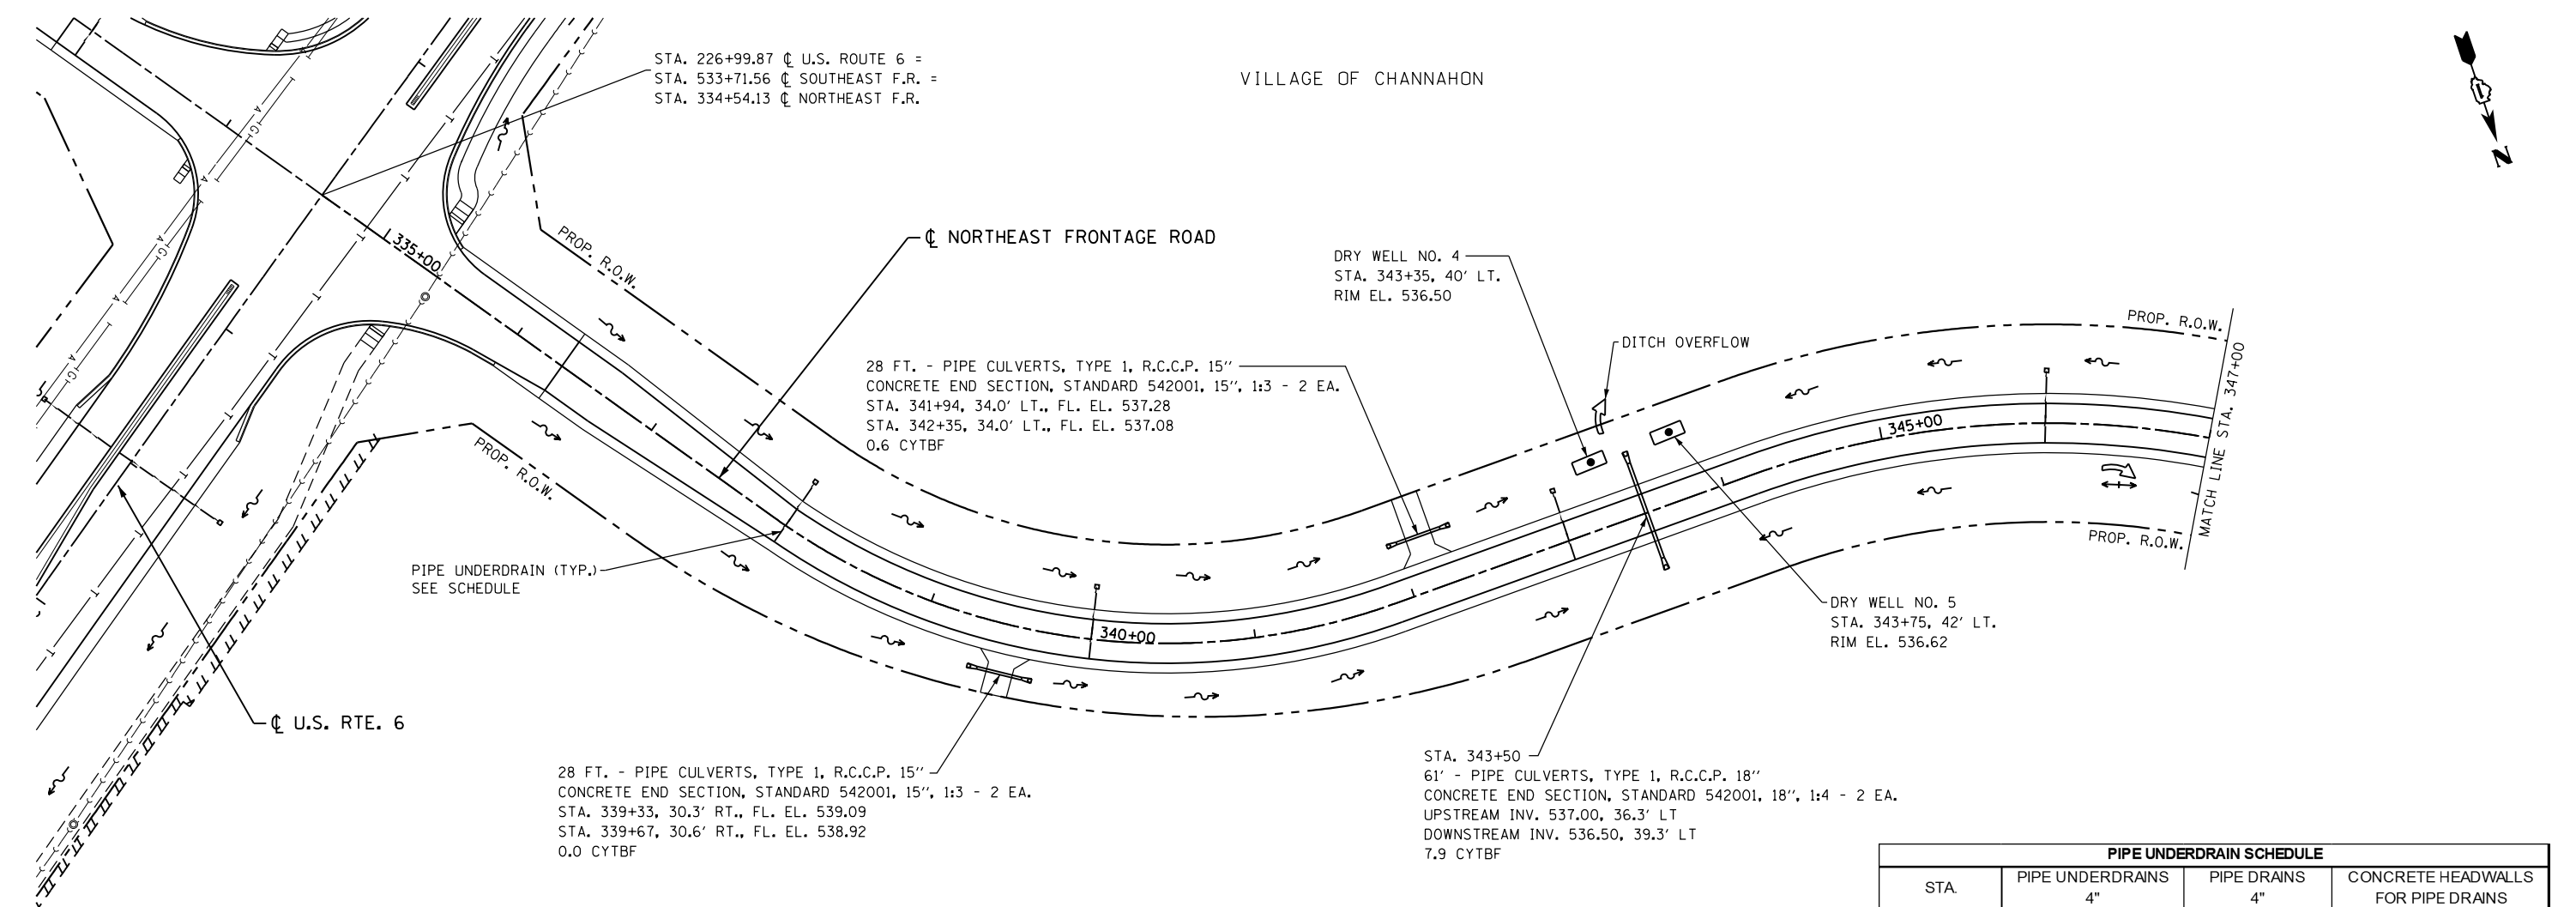 STA. 226+99.87 ℄ U.S. ROUTE 6 =
STA. 533+71.56 ℄ SOUTHEAST F.R. =
STA. 334+54.13 ℄ NORTHEAST F.R.
VILLAGE OF CHANNAHON
N
335+00
PROP. R.O.W.
℄ NORTHEAST FRONTAGE ROAD
DRY WELL NO. 4
STA. 343+35, 40' LT.
RIM EL. 536.50
DITCH OVERFLOW
PROP. R.O.W.
28 FT. - PIPE CULVERTS, TYPE 1, R.C.C.P. 15"
CONCRETE END SECTION, STANDARD 542001, 15", 1:3 - 2 EA.
STA. 341+94, 34.0' LT., FL. EL. 537.28
STA. 342+35, 34.0' LT., FL. EL. 537.08
0.6 CYTBF
345+00
MATCH LINE STA. 347+00
PROP. R.O.W.
PROP. R.O.W.
PIPE UNDERDRAIN (TYP.)
SEE SCHEDULE
340+00
DRY WELL NO. 5
STA. 343+75, 42' LT.
RIM EL. 536.62
℄ U.S. RTE. 6
28 FT. - PIPE CULVERTS, TYPE 1, R.C.C.P. 15"
CONCRETE END SECTION, STANDARD 542001, 15", 1:3 - 2 EA.
STA. 339+33, 30.3' RT., FL. EL. 539.09
STA. 339+67, 30.6' RT., FL. EL. 538.92
0.0 CYTBF
STA. 343+50
61' - PIPE CULVERTS, TYPE 1, R.C.C.P. 18"
CONCRETE END SECTION, STANDARD 542001, 18", 1:4 - 2 EA.
UPSTREAM INV. 537.00, 36.3' LT
DOWNSTREAM INV. 536.50, 39.3' LT
7.9 CYTBF
PIPE UNDERDRAIN SCHEDULE
STA.
PIPE UNDERDRAINS
4"
PIPE DRAINS
4"
CONCRETE HEADWALLS
FOR PIPE DRAINS